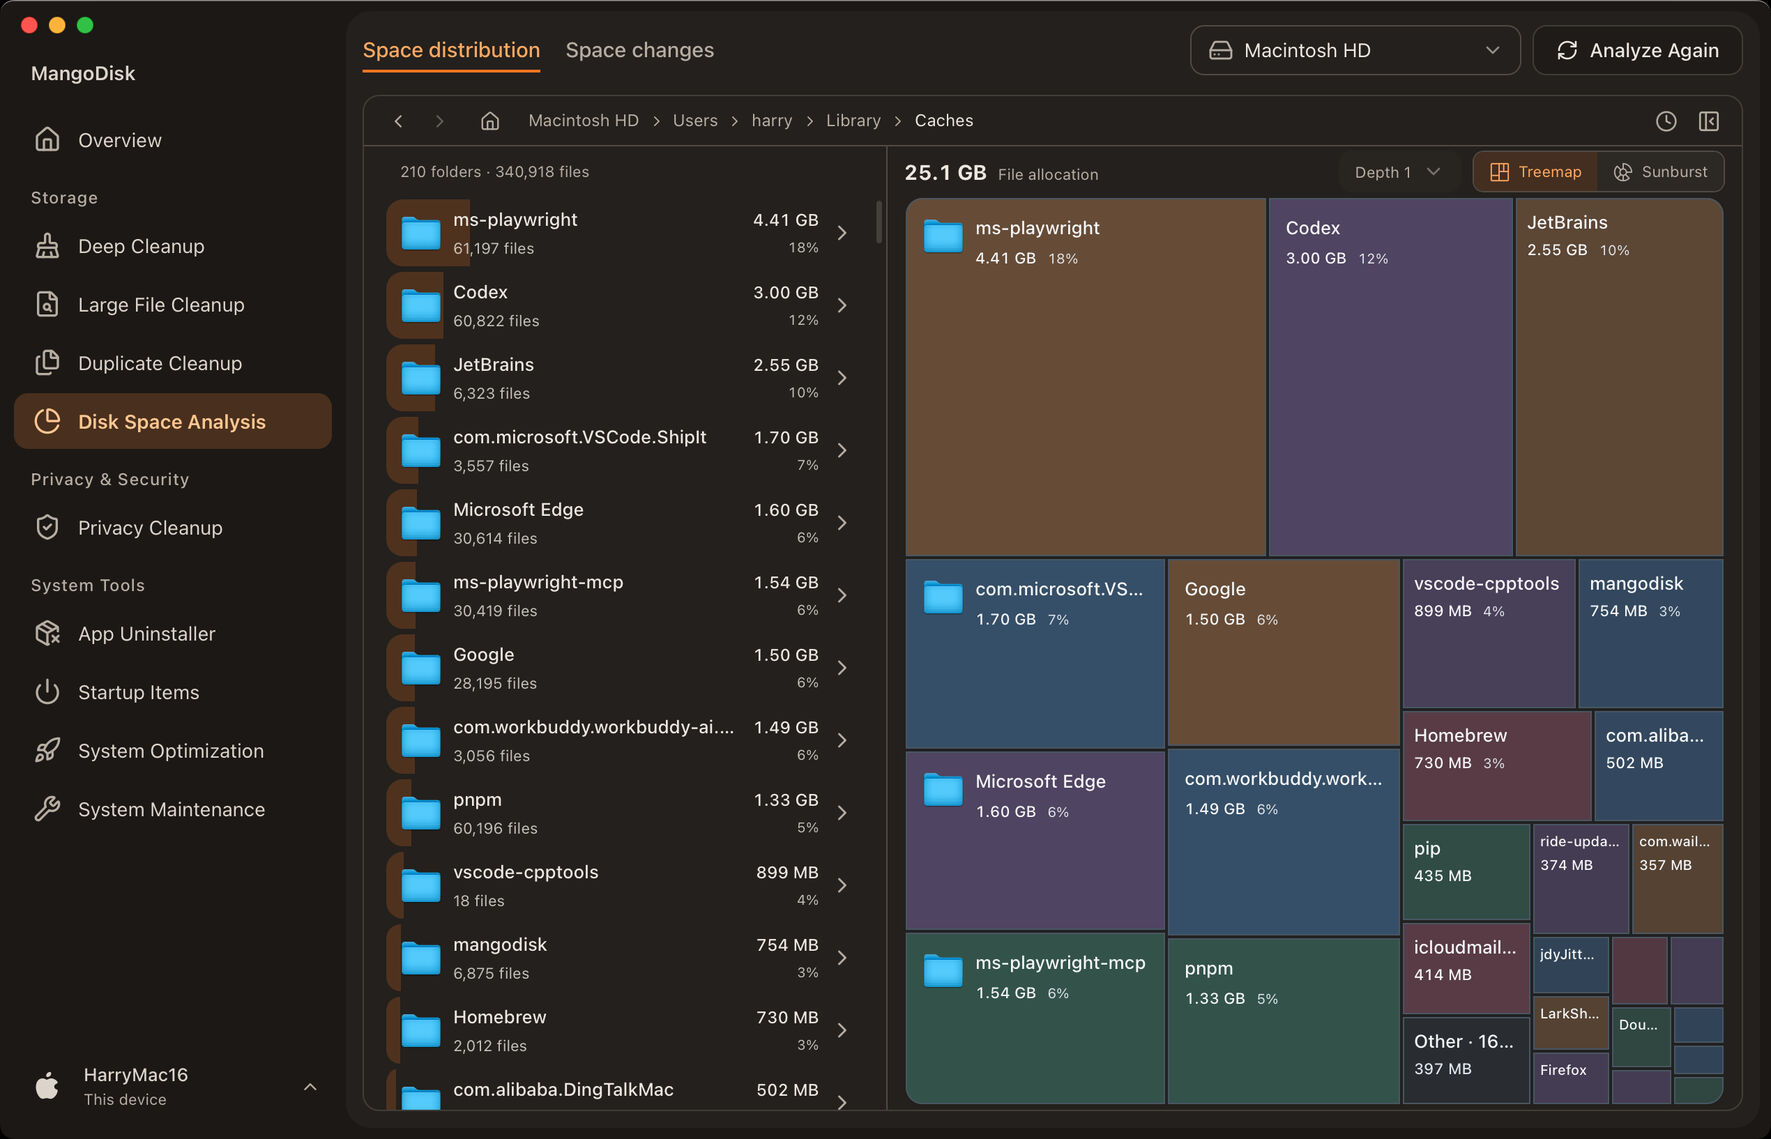 MangoDisk
Overview
Storage
Deep Cleanup
Large File Cleanup
Duplicate Cleanup
Disk Space Analysis
Privacy & Security
Privacy Cleanup
System Tools
App Uninstaller
Startup Items
System Optimization
System Maintenance
HarryMac16
This device
Space distribution
Space changes
Macintosh HD
Analyze Again
Macintosh HD > Users > harry > Library > Caches
210 folders · 340,918 files
ms-playwright 4.41 GB
61,197 files 18%
Codex 3.00 GB
60,822 files 12%
JetBrains 2.55 GB
6,323 files 10%
com.microsoft.VSCode.ShipIt 1.70 GB
3,557 files 7%
Microsoft Edge 1.60 GB
30,614 files 6%
ms-playwright-mcp 1.54 GB
30,419 files 6%
Google 1.50 GB
28,195 files 6%
com.workbuddy.workbuddy-ai.... 1.49 GB
3,056 files 6%
pnpm 1.33 GB
60,196 files 5%
vscode-cpptools 899 MB
18 files 4%
mangodisk 754 MB
6,875 files 3%
Homebrew 730 MB
2,012 files 3%
com.alibaba.DingTalkMac 502 MB
25.1 GB File allocation
Depth 1
Treemap
Sunburst
ms-playwright
4.41 GB 18%
Codex
3.00 GB 12%
JetBrains
2.55 GB 10%
com.microsoft.VS...
1.70 GB 7%
Google
1.50 GB 6%
vscode-cpptools
899 MB 4%
mangodisk
754 MB 3%
Homebrew
730 MB 3%
com.aliba...
502 MB
Microsoft Edge
1.60 GB 6%
com.workbuddy.work...
1.49 GB 6%
pip
435 MB
ride-upda...
374 MB
com.wail...
357 MB
ms-playwright-mcp
1.54 GB 6%
pnpm
1.33 GB 5%
icloudmail...
414 MB
jdyJitt...
LarkSh...
Dou...
Other · 16...
397 MB
Firefox